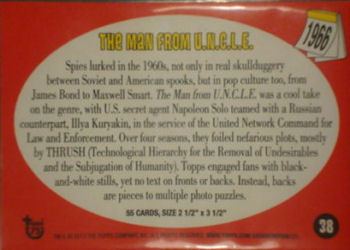 THE MAN FROM U.N.C.L.E.
1966
Spies lurked in the 1960s, not only in real skullduggery
between Soviet and American spooks, but in pop culture too, from
James Bond to Maxwell Smart. The Man from U.N.C.L.E. was a cool take
on the genre, with U.S. secret agent Napoleon Solo teamed with a Russian
counterpart, Illya Kuryakin, in the service of the United Network Command for
Law and Enforcement. Over four seasons, they foiled nefarious plots, mostly
by THRUSH (Technological Hierarchy for the Removal of Undesirables
and the Subjugation of Humanity). Topps engaged fans with black-
and-white stills, yet no text on fronts or backs. Instead, backs
are pieces to multiple photo puzzles.
55 CARDS, SIZE 2 1/2" x 3 1/2"
38